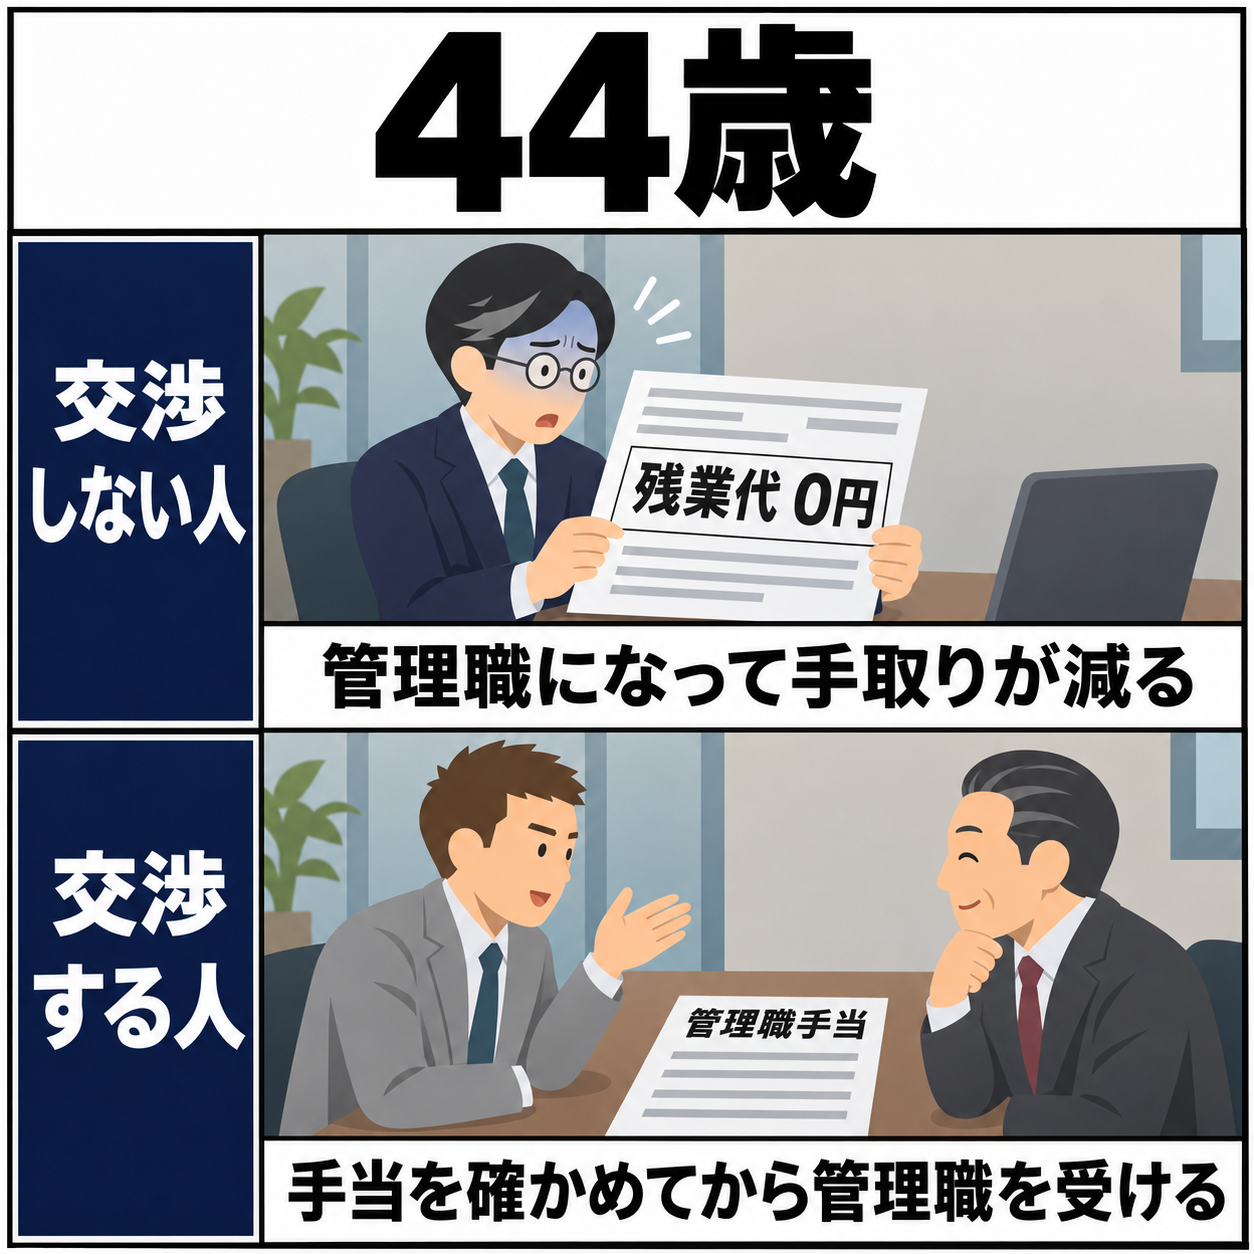 44歳
交渉
しない人
残業代 0円
管理職になって手取りが減る
交渉
する人
管理職手当
手当を確かめてから管理職を受ける